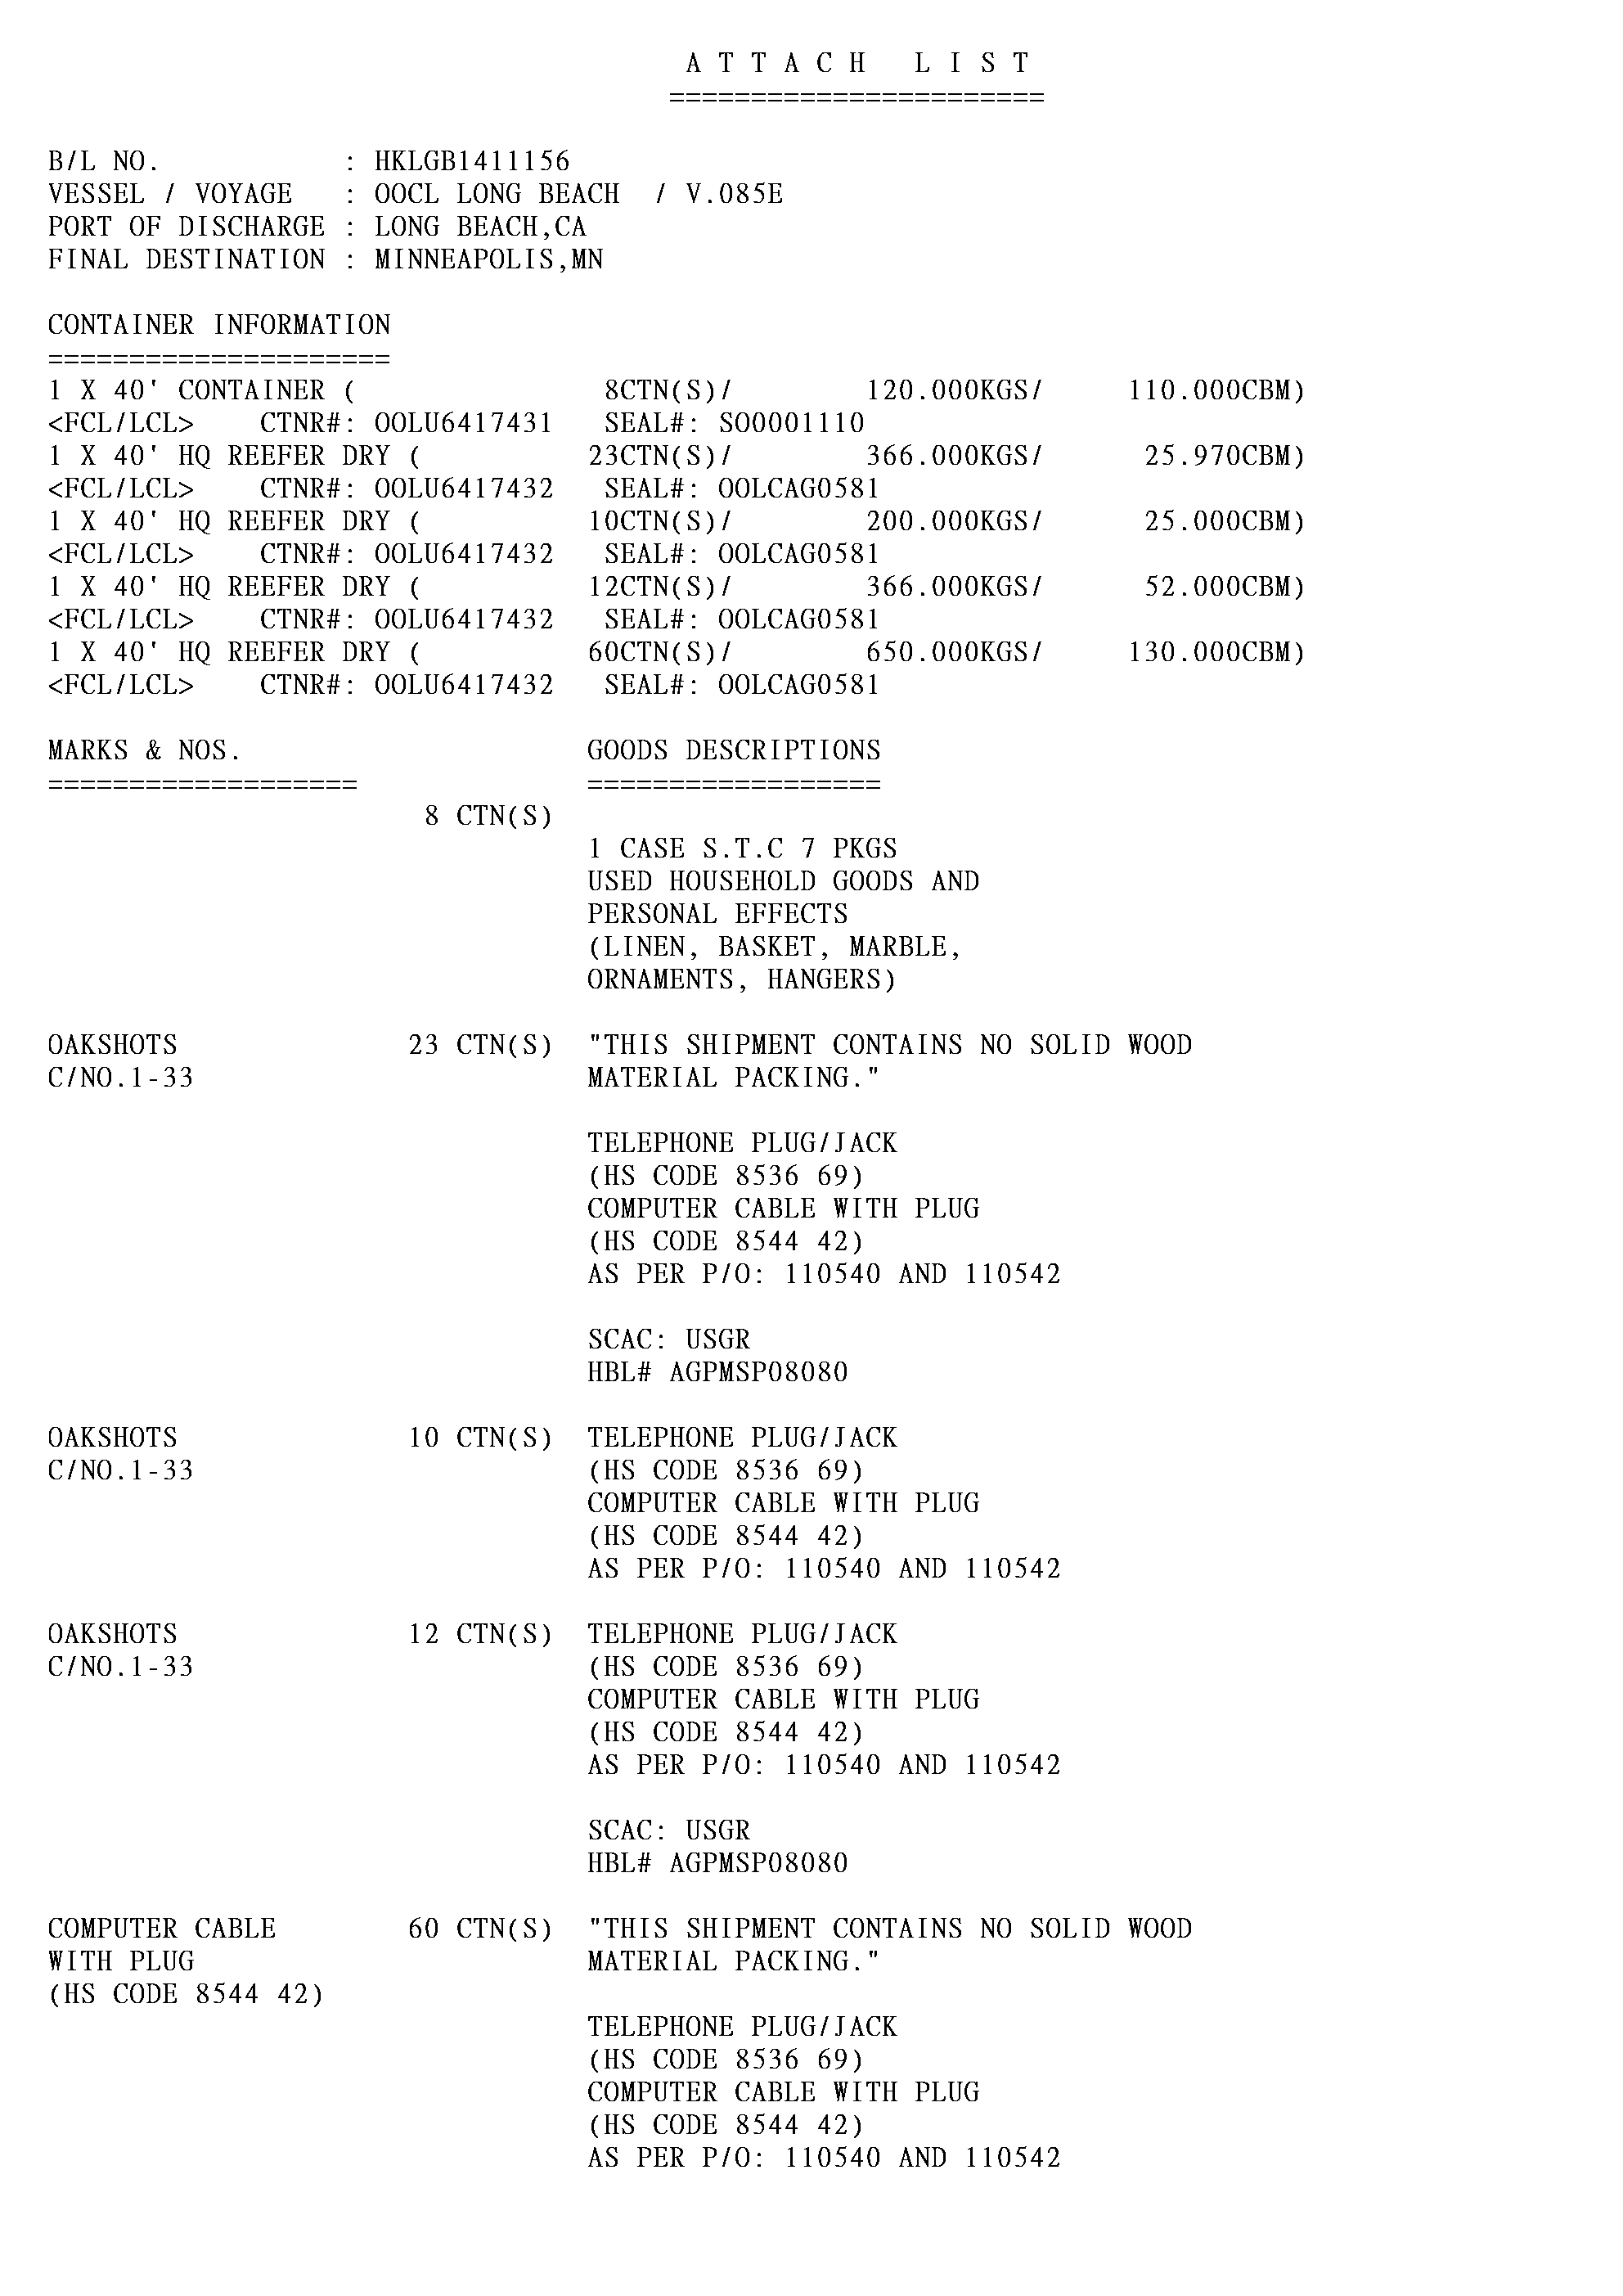 A T T A C H   L I S T
=======================
B/L NO. : HKLGB1411156
VESSEL / VOYAGE : OOCL LONG BEACH / V.085E
PORT OF DISCHARGE : LONG BEACH,CA
FINAL DESTINATION : MINNEAPOLIS,MN
CONTAINER INFORMATION
=====================
1 X 40' CONTAINER ( 8CTN(S)/ 120.000KGS/ 110.000CBM)
<FCL/LCL> CTNR#: OOLU6417431 SEAL#: SO0001110
1 X 40' HQ REEFER DRY ( 23CTN(S)/ 366.000KGS/ 25.970CBM)
<FCL/LCL> CTNR#: OOLU6417432 SEAL#: OOLCAG0581
1 X 40' HQ REEFER DRY ( 10CTN(S)/ 200.000KGS/ 25.000CBM)
<FCL/LCL> CTNR#: OOLU6417432 SEAL#: OOLCAG0581
1 X 40' HQ REEFER DRY ( 12CTN(S)/ 366.000KGS/ 52.000CBM)
<FCL/LCL> CTNR#: OOLU6417432 SEAL#: OOLCAG0581
1 X 40' HQ REEFER DRY ( 60CTN(S)/ 650.000KGS/ 130.000CBM)
<FCL/LCL> CTNR#: OOLU6417432 SEAL#: OOLCAG0581
MARKS & NOS. GOODS DESCRIPTIONS
=================== ==================
8 CTN(S)
1 CASE S.T.C 7 PKGS
USED HOUSEHOLD GOODS AND
PERSONAL EFFECTS
(LINEN, BASKET, MARBLE,
ORNAMENTS, HANGERS)
OAKSHOTS 23 CTN(S) "THIS SHIPMENT CONTAINS NO SOLID WOOD
C/NO.1-33 MATERIAL PACKING."
TELEPHONE PLUG/JACK
(HS CODE 8536 69)
COMPUTER CABLE WITH PLUG
(HS CODE 8544 42)
AS PER P/O: 110540 AND 110542
SCAC: USGR
HBL# AGPMSP08080
OAKSHOTS 10 CTN(S) TELEPHONE PLUG/JACK
C/NO.1-33 (HS CODE 8536 69)
COMPUTER CABLE WITH PLUG
(HS CODE 8544 42)
AS PER P/O: 110540 AND 110542
OAKSHOTS 12 CTN(S) TELEPHONE PLUG/JACK
C/NO.1-33 (HS CODE 8536 69)
COMPUTER CABLE WITH PLUG
(HS CODE 8544 42)
AS PER P/O: 110540 AND 110542
SCAC: USGR
HBL# AGPMSP08080
COMPUTER CABLE 60 CTN(S) "THIS SHIPMENT CONTAINS NO SOLID WOOD
WITH PLUG MATERIAL PACKING."
(HS CODE 8544 42)
TELEPHONE PLUG/JACK
(HS CODE 8536 69)
COMPUTER CABLE WITH PLUG
(HS CODE 8544 42)
AS PER P/O: 110540 AND 110542